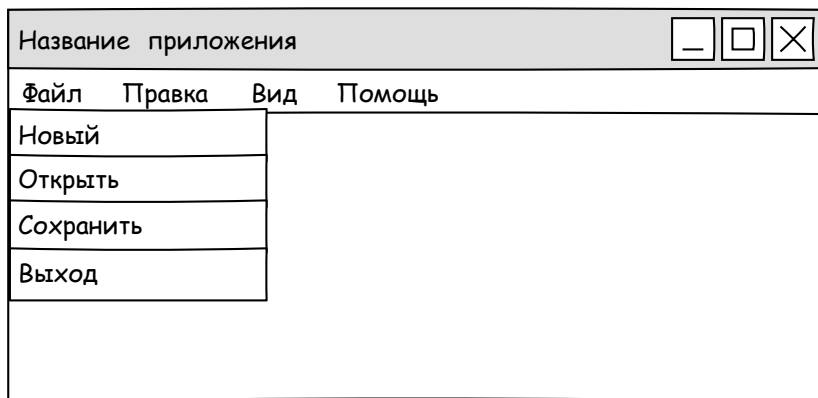 Название приложения
Файл Правка Вид Помощь
Новый
Открыть
Сохранить
Выход